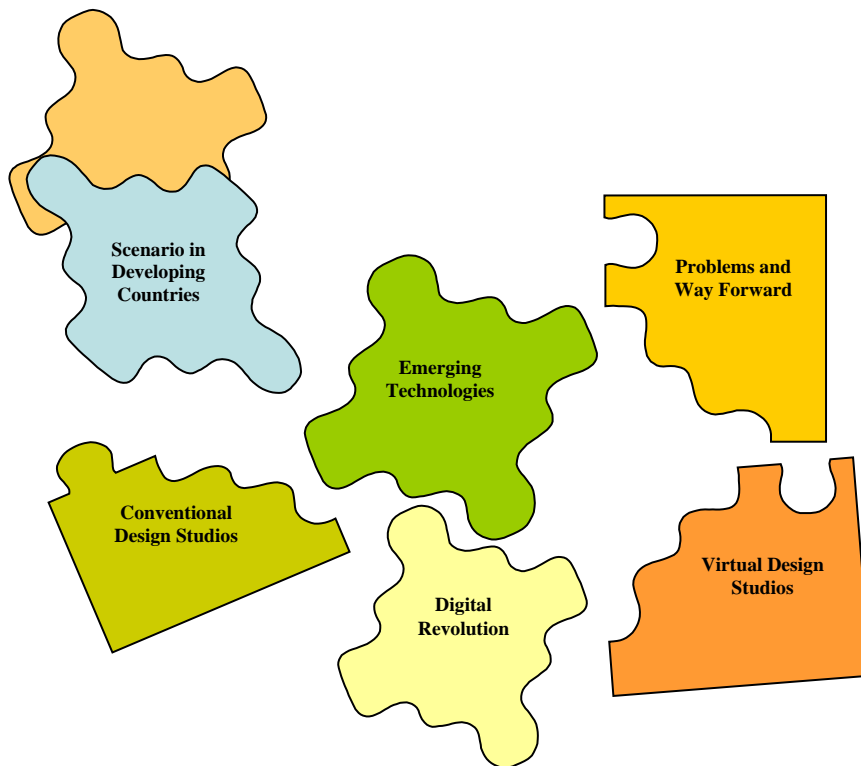 Scenario in
Developing
Countries
Problems and
Way Forward
Emerging
Technologies
Conventional
Design Studios
Virtual Design
Studios
Digital
Revolution